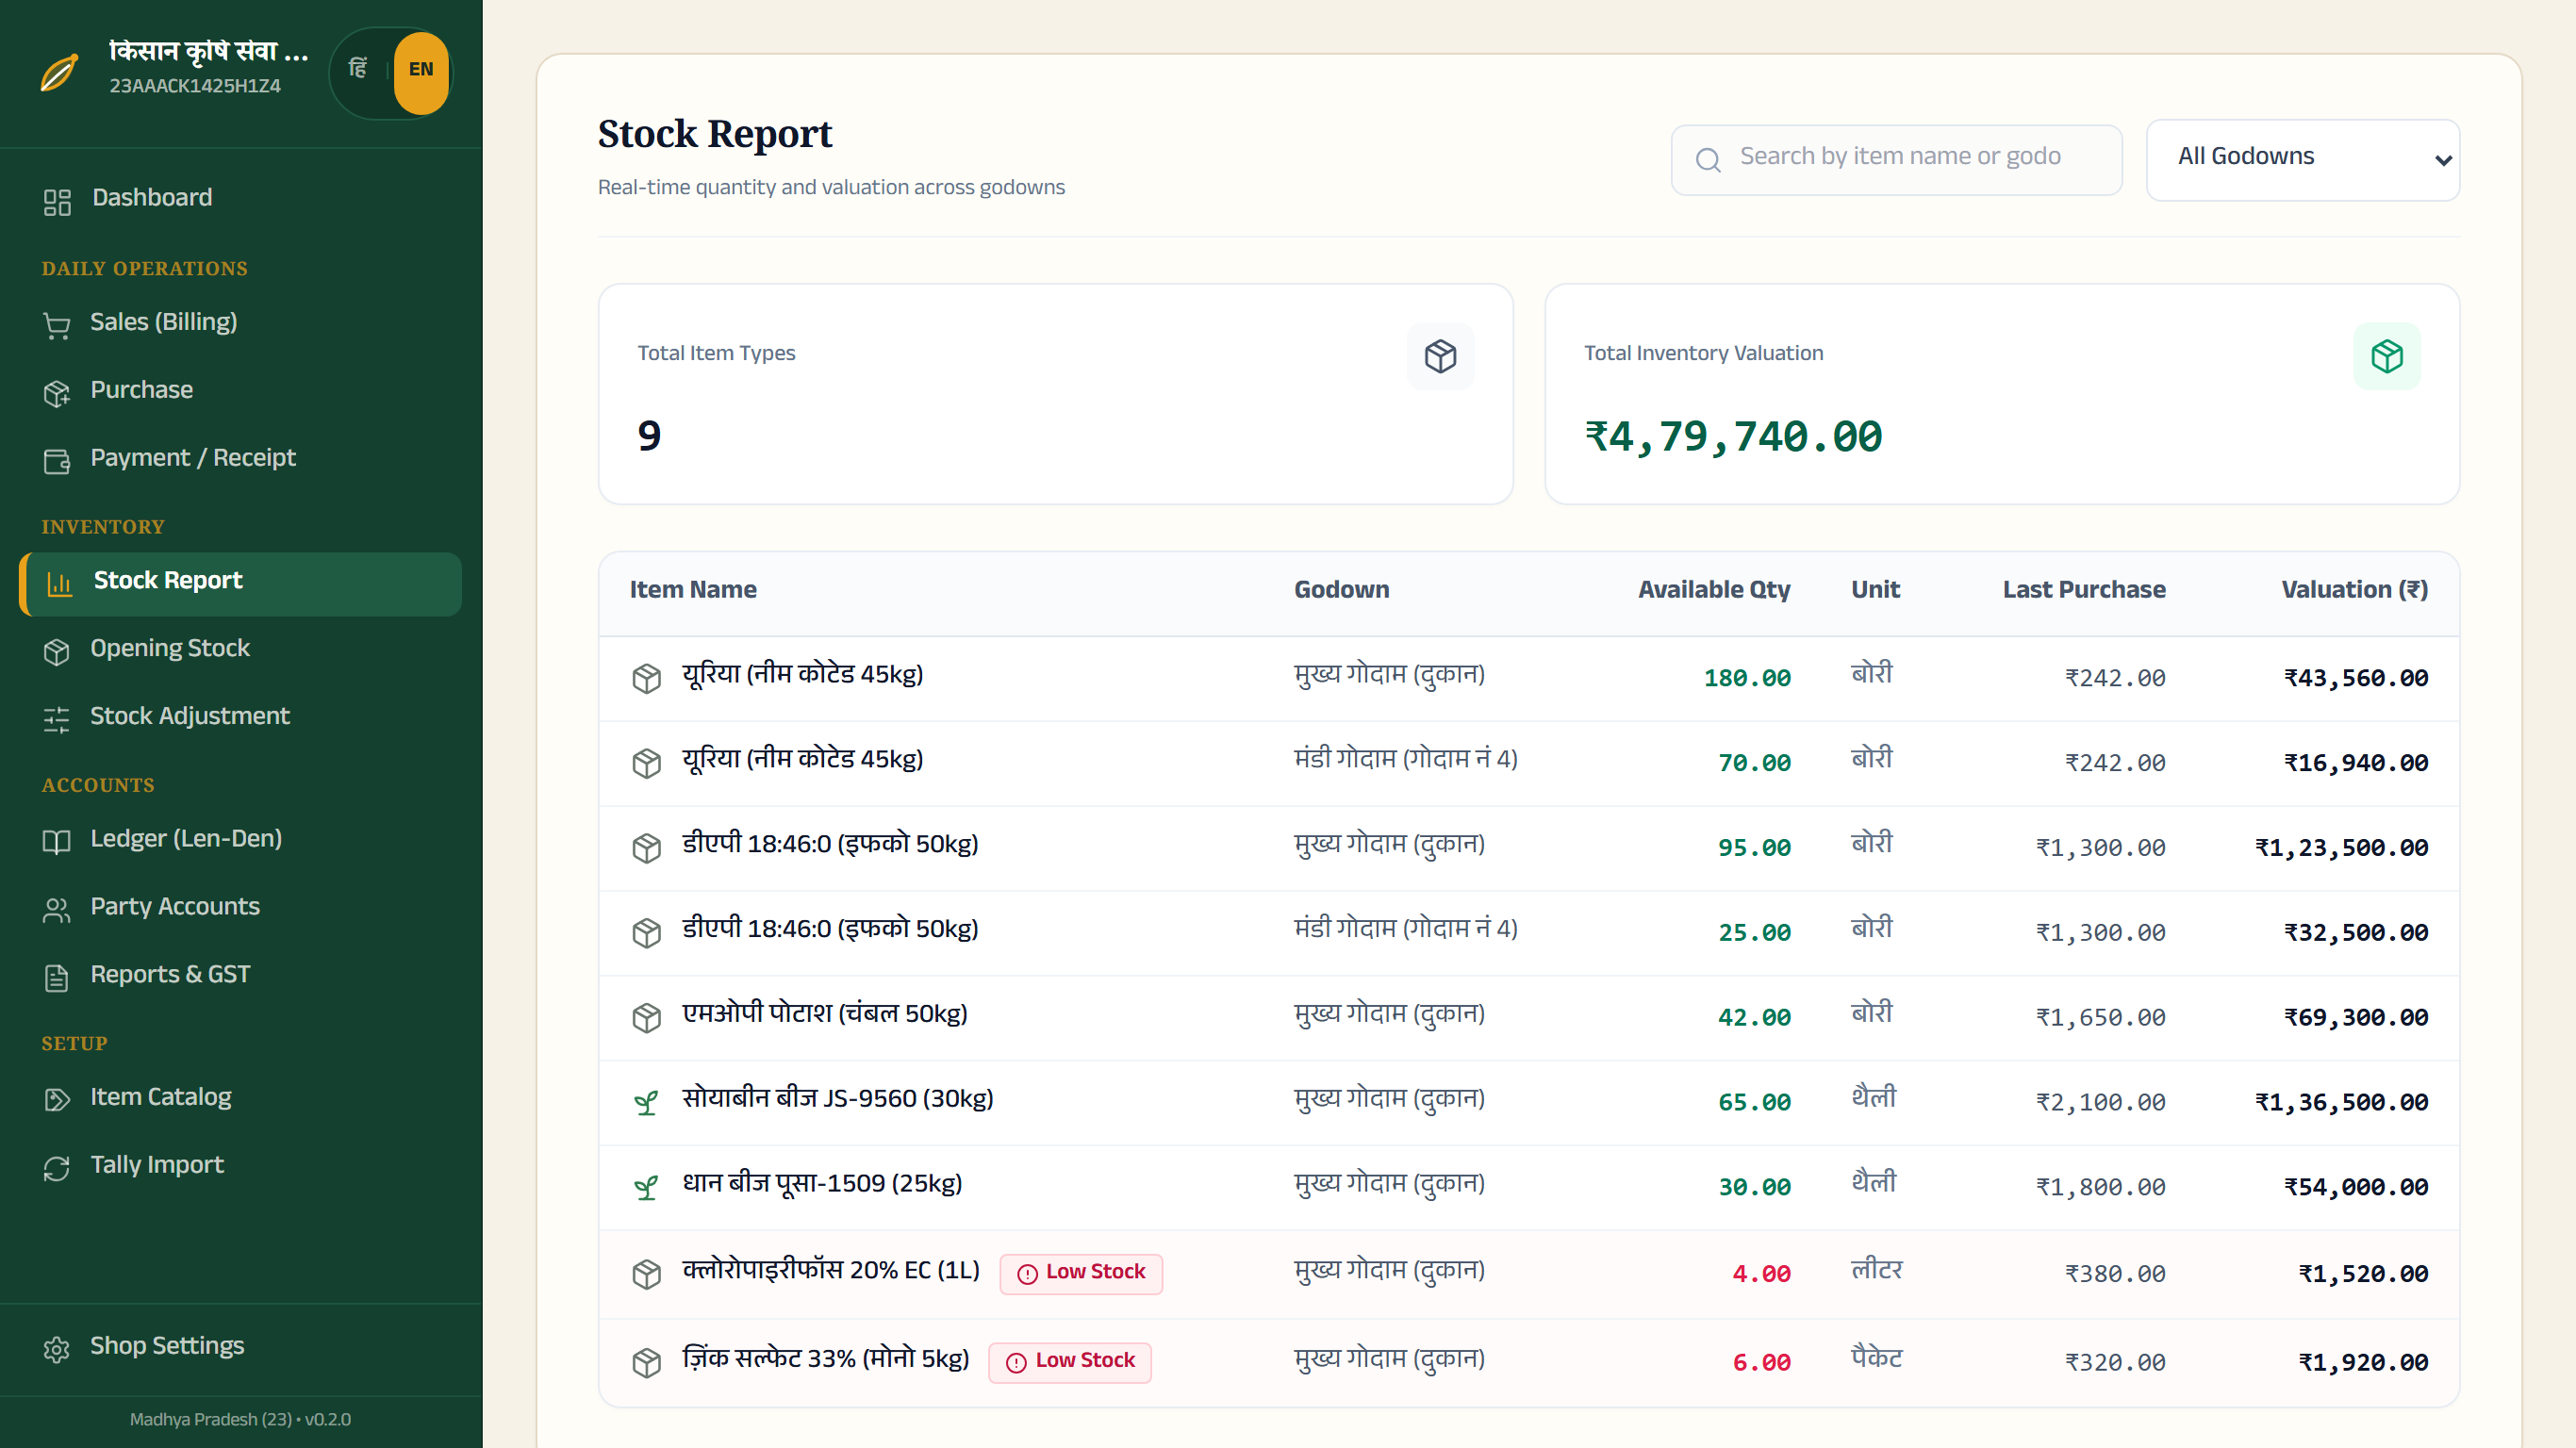 किसान कृषि सेवा ...
23AAACK1425H1Z4
हिं
EN
Dashboard
DAILY OPERATIONS
Sales (Billing)
Purchase
Payment / Receipt
INVENTORY
Stock Report
Opening Stock
Stock Adjustment
ACCOUNTS
Ledger (Len-Den)
Party Accounts
Reports & GST
SETUP
Item Catalog
Tally Import
Shop Settings
Madhya Pradesh (23) • v0.2.0
Stock Report
Real-time quantity and valuation across godowns
Search by item name or godo
All Godowns
Total Item Types
9
Total Inventory Valuation
₹4,79,740.00
Item Name Godown Available Qty Unit Last Purchase Valuation (₹)
यूरिया (नीम कोटेड 45kg) मुख्य गोदाम (दुकान) 180.00 बोरी ₹242.00 ₹43,560.00
यूरिया (नीम कोटेड 45kg) मंडी गोदाम (गोदाम नं 4) 70.00 बोरी ₹242.00 ₹16,940.00
डीएपी 18:46:0 (इफको 50kg) मुख्य गोदाम (दुकान) 95.00 बोरी ₹1,300.00 ₹1,23,500.00
डीएपी 18:46:0 (इफको 50kg) मंडी गोदाम (गोदाम नं 4) 25.00 बोरी ₹1,300.00 ₹32,500.00
एमओपी पोटाश (चंबल 50kg) मुख्य गोदाम (दुकान) 42.00 बोरी ₹1,650.00 ₹69,300.00
सोयाबीन बीज JS-9560 (30kg) मुख्य गोदाम (दुकान) 65.00 थैली ₹2,100.00 ₹1,36,500.00
धान बीज पूसा-1509 (25kg) मुख्य गोदाम (दुकान) 30.00 थैली ₹1,800.00 ₹54,000.00
क्लोरोपाइरीफॉस 20% EC (1L) Low Stock मुख्य गोदाम (दुकान) 4.00 लीटर ₹380.00 ₹1,520.00
ज़िंक सल्फेट 33% (मोनो 5kg) Low Stock मुख्य गोदाम (दुकान) 6.00 पैकेट ₹320.00 ₹1,920.00